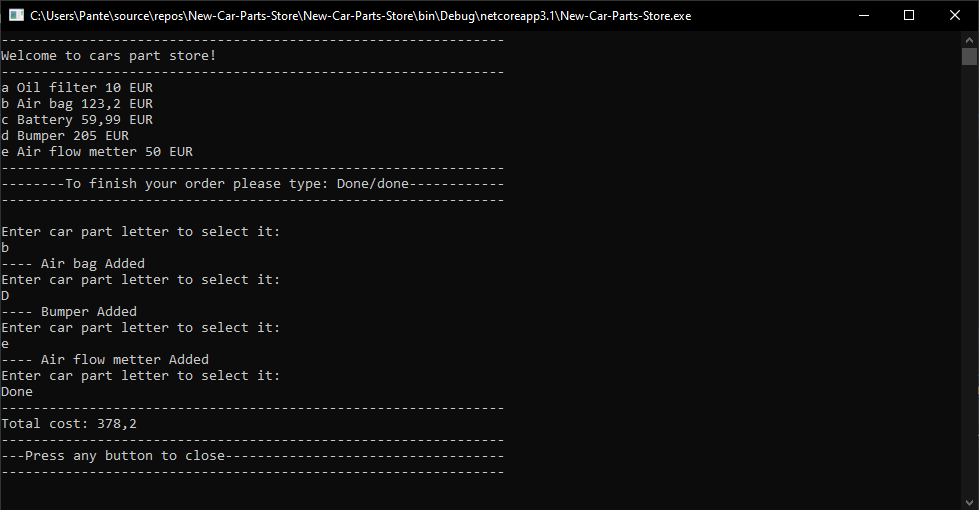 C:\Users\Pante\source\repos\New-Car-Parts-Store\New-Car-Parts-Store\bin\Debug\netcoreapp3.1\New-Car-Parts-Store.exe
---------------------------------------------------------------
Welcome to cars part store!
---------------------------------------------------------------
a Oil filter 10 EUR
b Air bag 123,2 EUR
c Battery 59,99 EUR
d Bumper 205 EUR
e Air flow metter 50 EUR
---------------------------------------------------------------
--------To finish your order please type: Done/done------------
---------------------------------------------------------------
Enter car part letter to select it:
b
---- Air bag Added
Enter car part letter to select it:
D
---- Bumper Added
Enter car part letter to select it:
e
---- Air flow metter Added
Enter car part letter to select it:
Done
---------------------------------------------------------------
Total cost: 378,2
---------------------------------------------------------------
---Press any button to close-----------------------------------
---------------------------------------------------------------